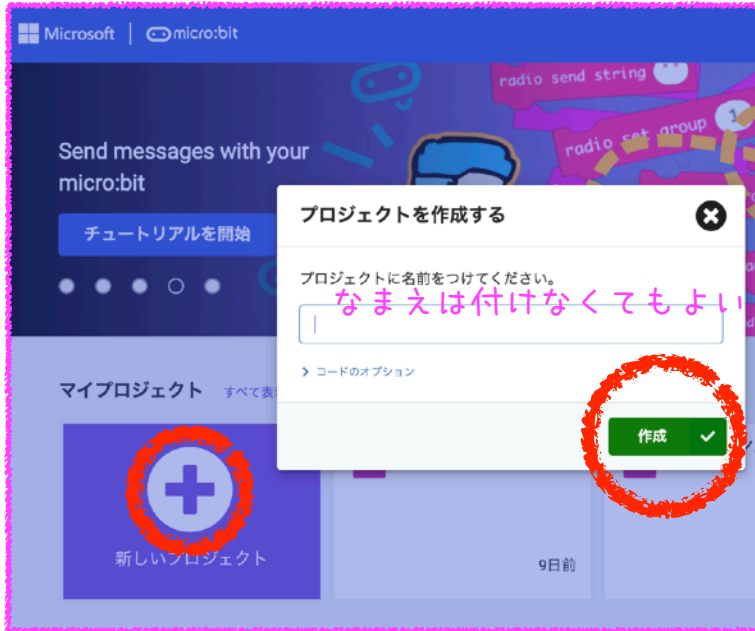 Microsoft | micro:bit
radio send string
radio set group 1
Send messages with your
micro:bit
チュートリアルを開始
プロジェクトを作成する
プロジェクトに名前をつけてください。
なまえは付けなくてもよい
コードのオプション
マイプロジェクト すべて表
作成
新しいプロジェクト
9日前